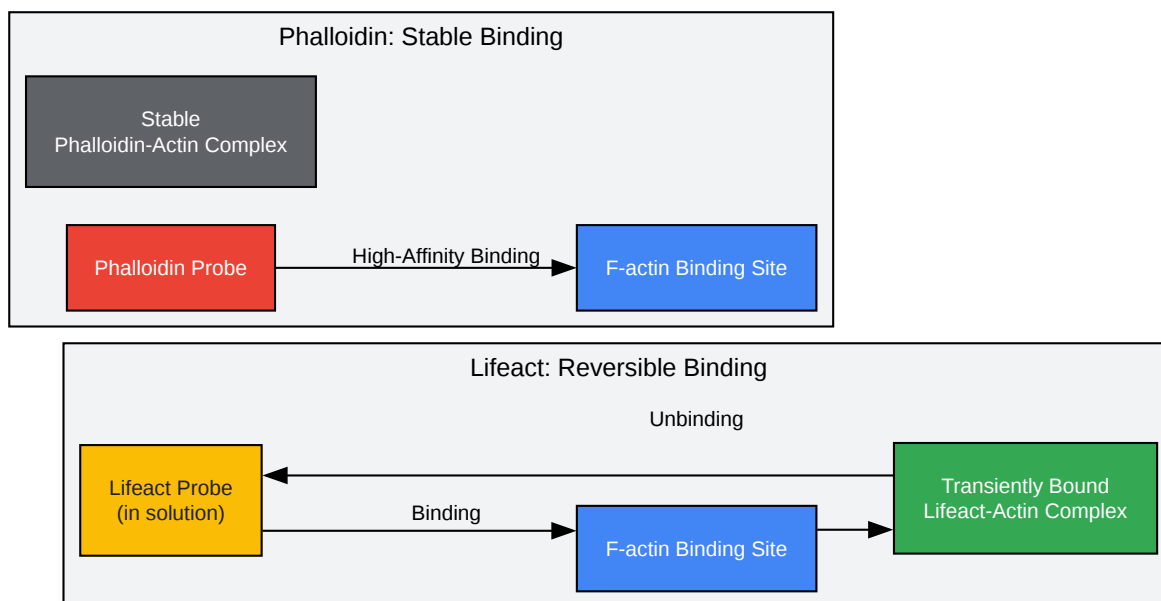 Phalloidin: Stable Binding
Stable
Phalloidin-Actin Complex
Phalloidin Probe
High-Affinity Binding
F-actin Binding Site
Lifeact: Reversible Binding
Unbinding
Lifeact Probe
(in solution)
Binding
F-actin Binding Site
Transiently Bound
Lifeact-Actin Complex